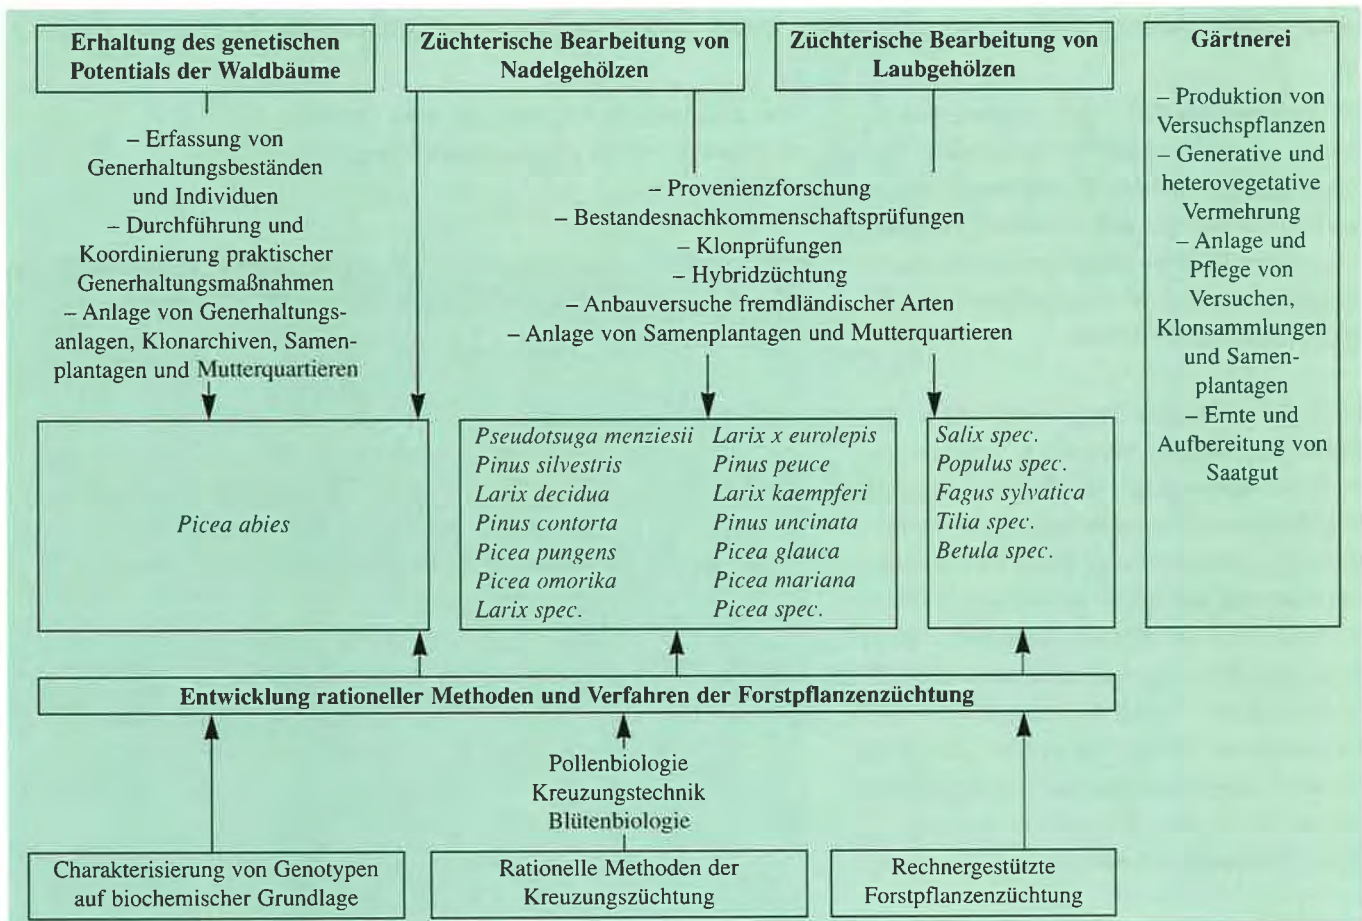 Erhaltung des genetischen
Potentials der Waldbäume
– Erfassung von
Generhaltungsbeständen
und Individuen
– Durchführung und
Koordinierung praktischer
Generhaltungsmaßnahmen
– Anlage von Generhaltungs-
anlagen, Klonarchiven, Samen-
plantagen und Mutterquartieren
Züchterische Bearbeitung von
Nadelgehölzen
Züchterische Bearbeitung von
Laubgehölzen
– Provenienzforschung
– Bestandesnachkommenschaftsprüfungen
– Klonprüfungen
– Hybridzüchtung
– Anbauversuche fremdländischer Arten
– Anlage von Samenplantagen und Mutterquartieren
Gärtnerei
– Produktion von
Versuchspflanzen
– Generative und
heterovegetative
Vermehrung
– Anlage und
Pflege von
Versuchen,
Klonsammlungen
und Samen-
plantagen
– Ernte und
Aufbereitung von
Saatgut
Picea abies
Pseudotsuga menziesii
Pinus silvestris
Larix decidua
Pinus contorta
Picea pungens
Picea omorika
Larix spec.
Larix x eurolepis
Pinus peuce
Larix kaempferi
Pinus uncinata
Picea glauca
Picea mariana
Picea spec.
Salix spec.
Populus spec.
Fagus sylvatica
Tilia spec.
Betula spec.
Entwicklung rationeller Methoden und Verfahren der Forstpflanzenzüchtung
Pollenbiologie
Kreuzungstechnik
Blütenbiologie
Charakterisierung von Genotypen
auf biochemischer Grundlage
Rationelle Methoden der
Kreuzungszüchtung
Rechnergestützte
Forstpflanzenzüchtung